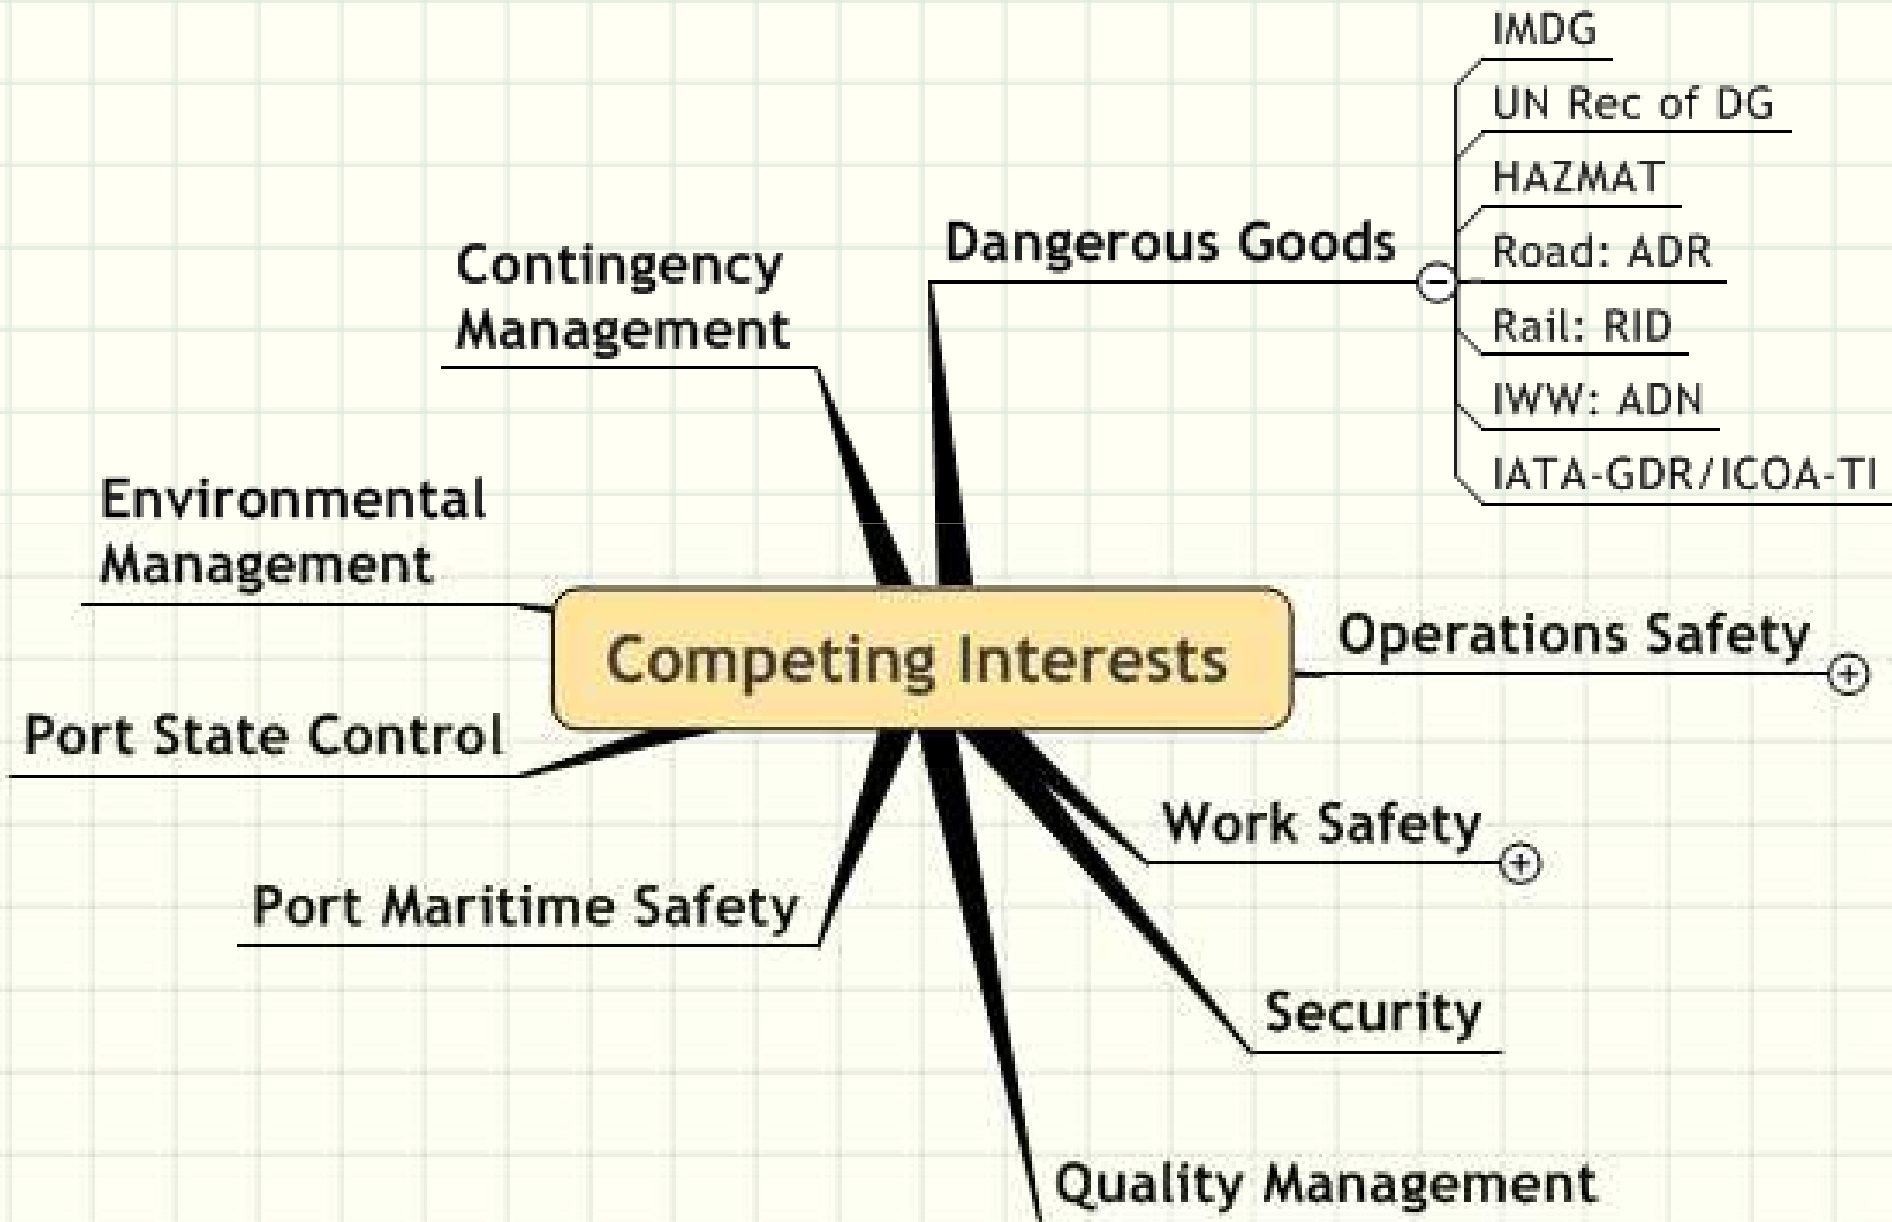 IMDG
UN Rec of DG
HAZMAT
Dangerous Goods
Road: ADR
Rail: RID
IWW: ADN
IATA-GDR/ICOA-TI
Contingency
Management
Environmental
Management
Competing Interests
Operations Safety
Port State Control
Work Safety
Port Maritime Safety
Security
Quality Management